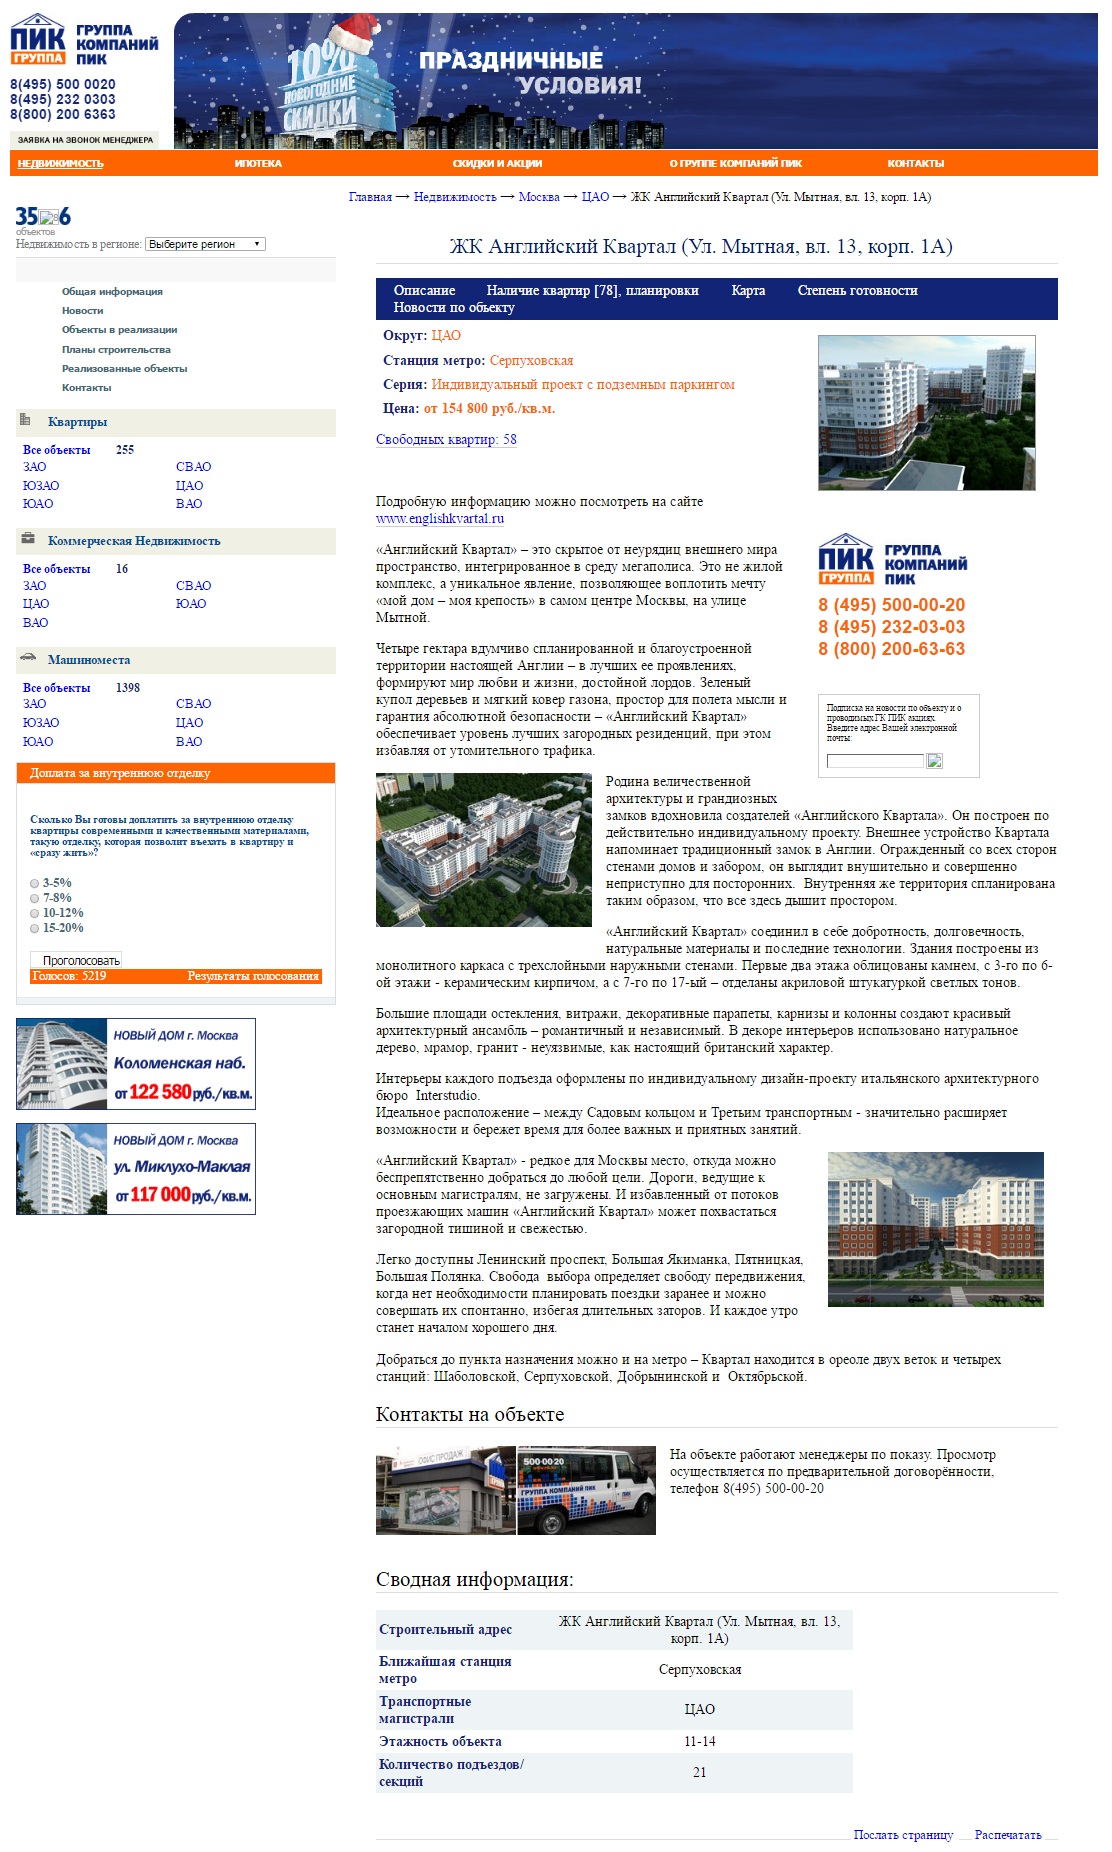 ПИК
ГРУППА
ГРУППА
КОМПАНИЙ
ПИК
8(495) 500 0020
8(495) 232 0303
8(800) 200 6363
ЗАЯВКА НА ЗВОНОК МЕНЕДЖЕРА
10%
НОВОГОДНИЕ
СКИДКИ
ПРАЗДНИЧНЫЕ
УСЛОВИЯ!
НЕДВИЖИМОСТЬ ИПОТЕКА СКИДКИ И АКЦИИ О ГРУППЕ КОМПАНИЙ ПИК КОНТАКТЫ
Главная → Недвижимость → Москва → ЦАО → ЖК Английский Квартал (Ул. Мытная, вл. 13, корп. 1А)
35 6
объектов
Недвижимость в регионе: Выберите регион
Общая информация
Новости
Объекты в реализации
Планы строительства
Реализованные объекты
Контакты
Квартиры
Все объекты 255
ЗАО СВАО
ЮЗАО ЦАО
ЮАО ВАО
Коммерческая Недвижимость
Все объекты 16
ЗАО СВАО
ЦАО ЮАО
ВАО
Машиноместа
Все объекты 1398
ЗАО СВАО
ЮЗАО ЦАО
ЮАО ВАО
Доплата за внутреннюю отделку
Сколько Вы готовы доплатить за внутреннюю отделку
квартиры современными и качественными материалами,
такую отделку, которая позволит въехать в квартиру и
«сразу жить»?
3-5%
7-8%
10-12%
15-20%
Проголосовать
Голосов: 5219 Результаты голосования
НОВЫЙ ДОМ г. Москва
Коломенская наб.
от 122 580 руб./кв.м.
НОВЫЙ ДОМ г. Москва
ул. Миклухо-Маклая
от 117 000 руб./кв.м.
ЖК Английский Квартал (Ул. Мытная, вл. 13, корп. 1А)
Описание Наличие квартир [78], планировки Карта Степень готовности
Новости по объекту
Округ: ЦАО
Станция метро: Серпуховская
Серия: Индивидуальный проект с подземным паркингом
Цена: от 154 800 руб./кв.м.
Свободных квартир: 58
ПИК
ГРУППА
ГРУППА
КОМПАНИЙ
ПИК
8 (495) 500-00-20
8 (495) 232-03-03
8 (800) 200-63-63
Подписка на новости по объекту и о
проводимых ГК ПИК акциях.
Введите адрес Вашей электронной
почты:
Подробную информацию можно посмотреть на сайте
www.englishkvartal.ru
«Английский Квартал» – это скрытое от неурядиц внешнего мира
пространство, интегрированное в среду мегаполиса. Это не жилой
комплекс, а уникальное явление, позволяющее воплотить мечту
«мой дом – моя крепость» в самом центре Москвы, на улице
Мытной.
Четыре гектара вдумчиво спланированной и благоустроенной
территории настоящей Англии – в лучших ее проявлениях,
формируют мир любви и жизни, достойной лордов. Зеленый
купол деревьев и мягкий ковер газона, простор для полета мысли и
гарантия абсолютной безопасности – «Английский Квартал»
обеспечивает уровень лучших загородных резиденций, при этом
избавляя от утомительного трафика.
Родина величественной
архитектуры и грандиозных
замков вдохновила создателей «Английского Квартала». Он построен по
действительно индивидуальному проекту. Внешнее устройство Квартала
напоминает традиционный замок в Англии. Огражденный со всех сторон
стенами домов и забором, он выглядит внушительно и совершенно
неприступно для посторонних. Внутренняя же территория спланирована
таким образом, что все здесь дышит простором.
«Английский Квартал» соединил в себе добротность, долговечность,
натуральные материалы и последние технологии. Здания построены из
монолитного каркаса с трехслойными наружными стенами. Первые два этажа облицованы камнем, с 3-го по 6-
ой этажи - керамическим кирпичом, а с 7-го по 17-ый – отделаны акриловой штукатуркой светлых тонов.
Большие площади остекления, витражи, декоративные парапеты, карнизы и колонны создают красивый
архитектурный ансамбль – романтичный и независимый. В декоре интерьеров использовано натуральное
дерево, мрамор, гранит - неуязвимые, как настоящий британский характер.
Интерьеры каждого подъезда оформлены по индивидуальному дизайн-проекту итальянского архитектурного
бюро Interstudio.
Идеальное расположение – между Садовым кольцом и Третьим транспортным - значительно расширяет
возможности и бережет время для более важных и приятных занятий.
«Английский Квартал» - редкое для Москвы место, откуда можно
беспрепятственно добраться до любой цели. Дороги, ведущие к
основным магистралям, не загружены. И избавленный от потоков
проезжающих машин «Английский Квартал» может похвастаться
загородной тишиной и свежестью.
Легко доступны Ленинский проспект, Большая Якиманка, Пятницкая,
Большая Полянка. Свобода выбора определяет свободу передвижения,
когда нет необходимости планировать поездки заранее и можно
совершать их спонтанно, избегая длительных заторов. И каждое утро
станет началом хорошего дня.
Добраться до пункта назначения можно и на метро – Квартал находится в ореоле двух веток и четырех
станций: Шаболовской, Серпуховской, Добрынинской и Октябрьской.
Контакты на объекте
ОФИС ПРОДАЖ
500-00-20
ГРУППА КОМПАНИЙ ПИК
На объекте работают менеджеры по показу. Просмотр
осуществляется по предварительной договорённости,
телефон 8(495) 500-00-20
Сводная информация:
Строительный адрес ЖК Английский Квартал (Ул. Мытная, вл. 13,
корп. 1А)
Ближайшая станция
метро Серпуховская
Транспортные
магистрали ЦАО
Этажность объекта 11-14
Количество подъездов/
секций 21
Послать страницу Распечатать